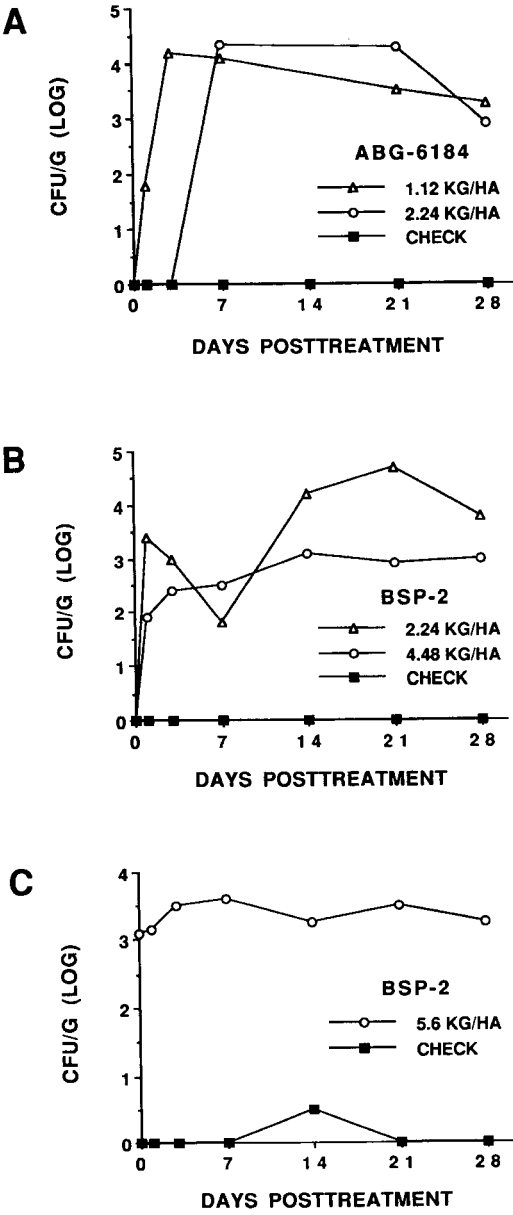 A
5
4
3
2
1
0
CFU/G (LOG)
ABG-6184
1.12 KG/HA
2.24 KG/HA
CHECK
0 7 14 21 28
DAYS POSTTREATMENT
B
5
4
3
2
1
0
CFU/G (LOG)
BSP-2
2.24 KG/HA
4.48 KG/HA
CHECK
0 7 14 21 28
DAYS POSTTREATMENT
C
4
3
2
1
0
CFU/G (LOG)
BSP-2
5.6 KG/HA
CHECK
0 7 14 21 28
DAYS POSTTREATMENT